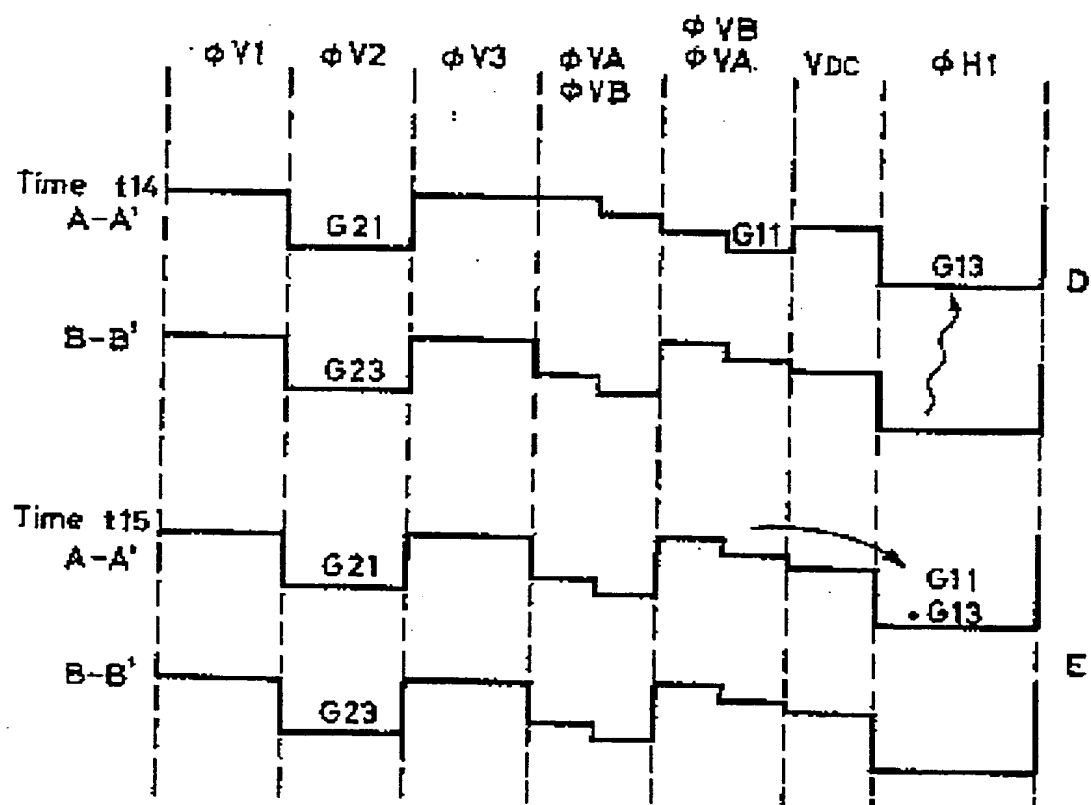 φVB
φV1 φV2 φV3 φVA φVA VDC φH1
φVB
Time t14
A-A'
G21 G11 G13
D
B-B'
G23
Time t15
A-A'
G21 G11
+G13
B-B'
E
G23